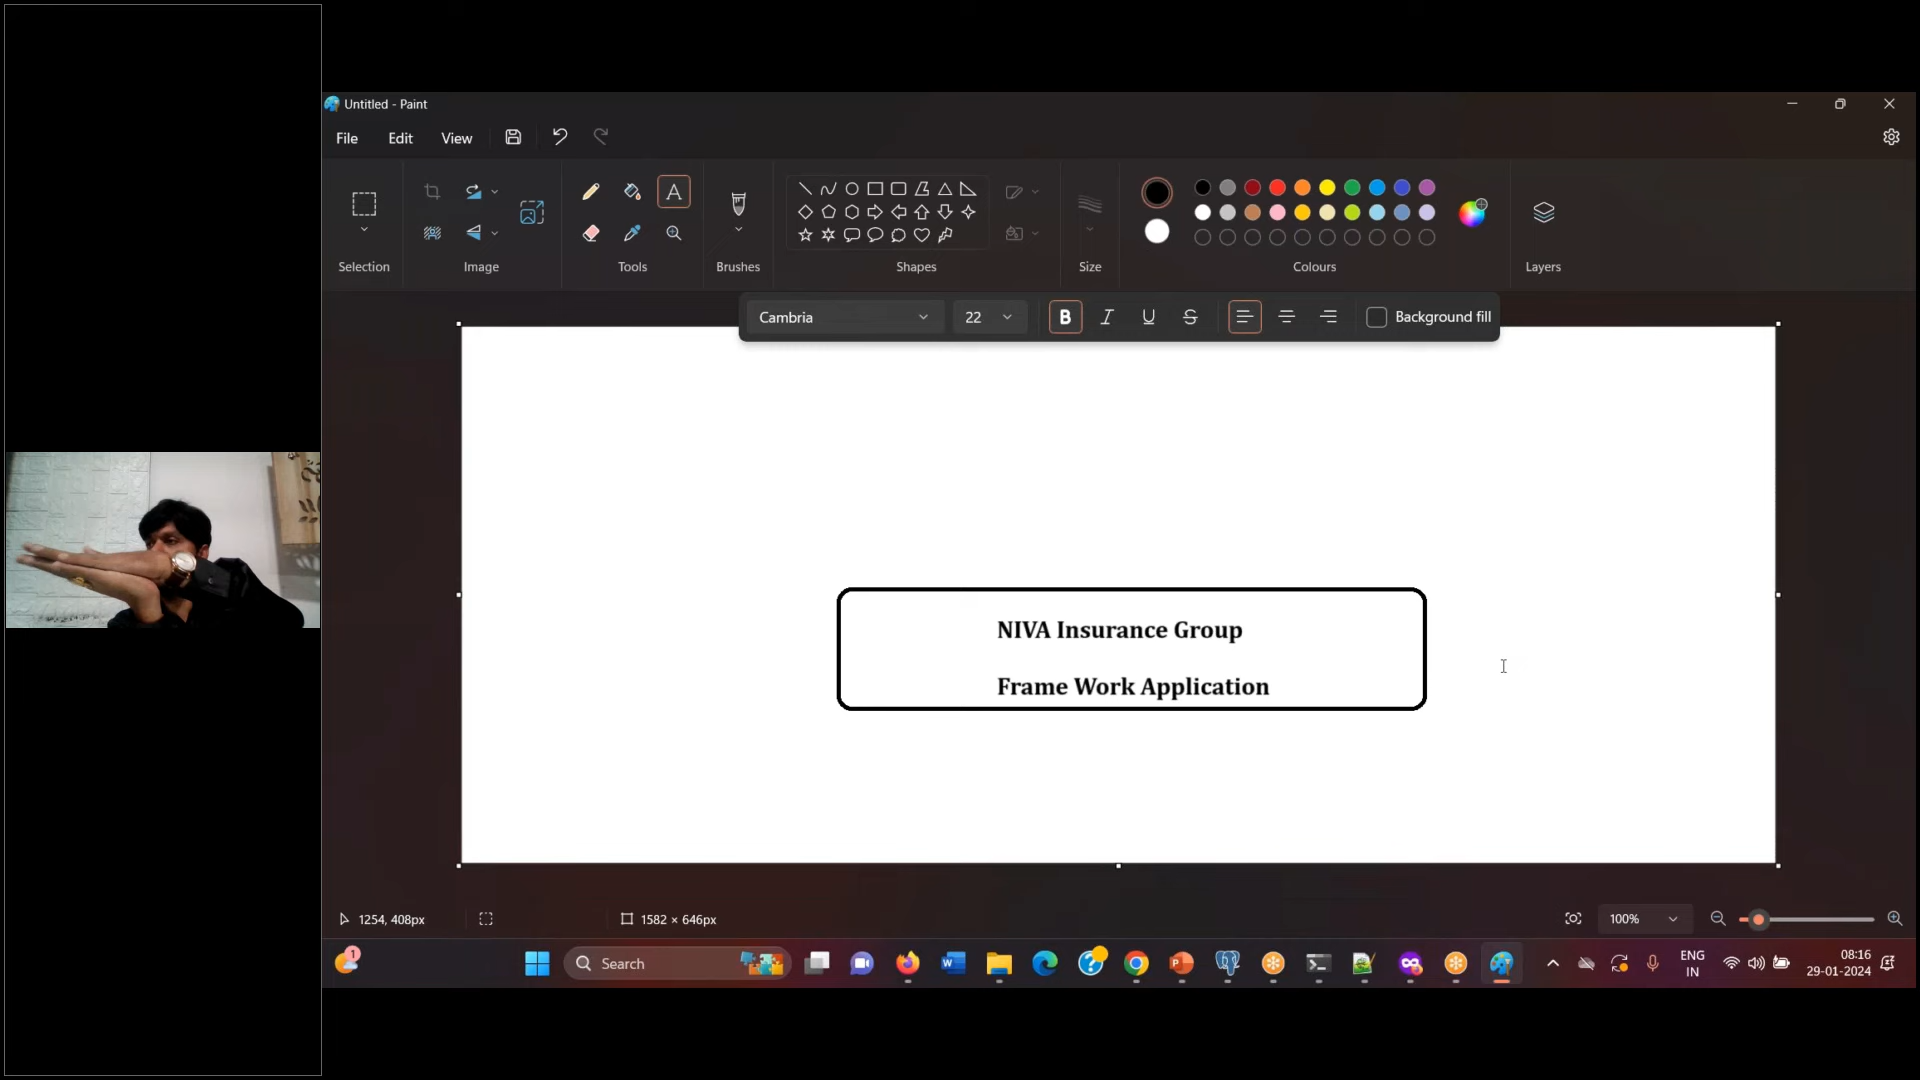 Untitled - Paint
File Edit View
Selection Image Tools Brushes Shapes Size Colours Layers
Cambria 22 B I U S Background fill
NIVA Insurance Group
Frame Work Application
1254, 408px 1582 × 646px 100%
1 Search ENG 08:16
IN 29-01-2024